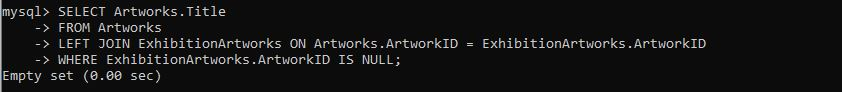 mysql> SELECT Artworks.Title
    -> FROM Artworks
    -> LEFT JOIN ExhibitionArtworks ON Artworks.ArtworkID = ExhibitionArtworks.ArtworkID
    -> WHERE ExhibitionArtworks.ArtworkID IS NULL;
Empty set (0.00 sec)